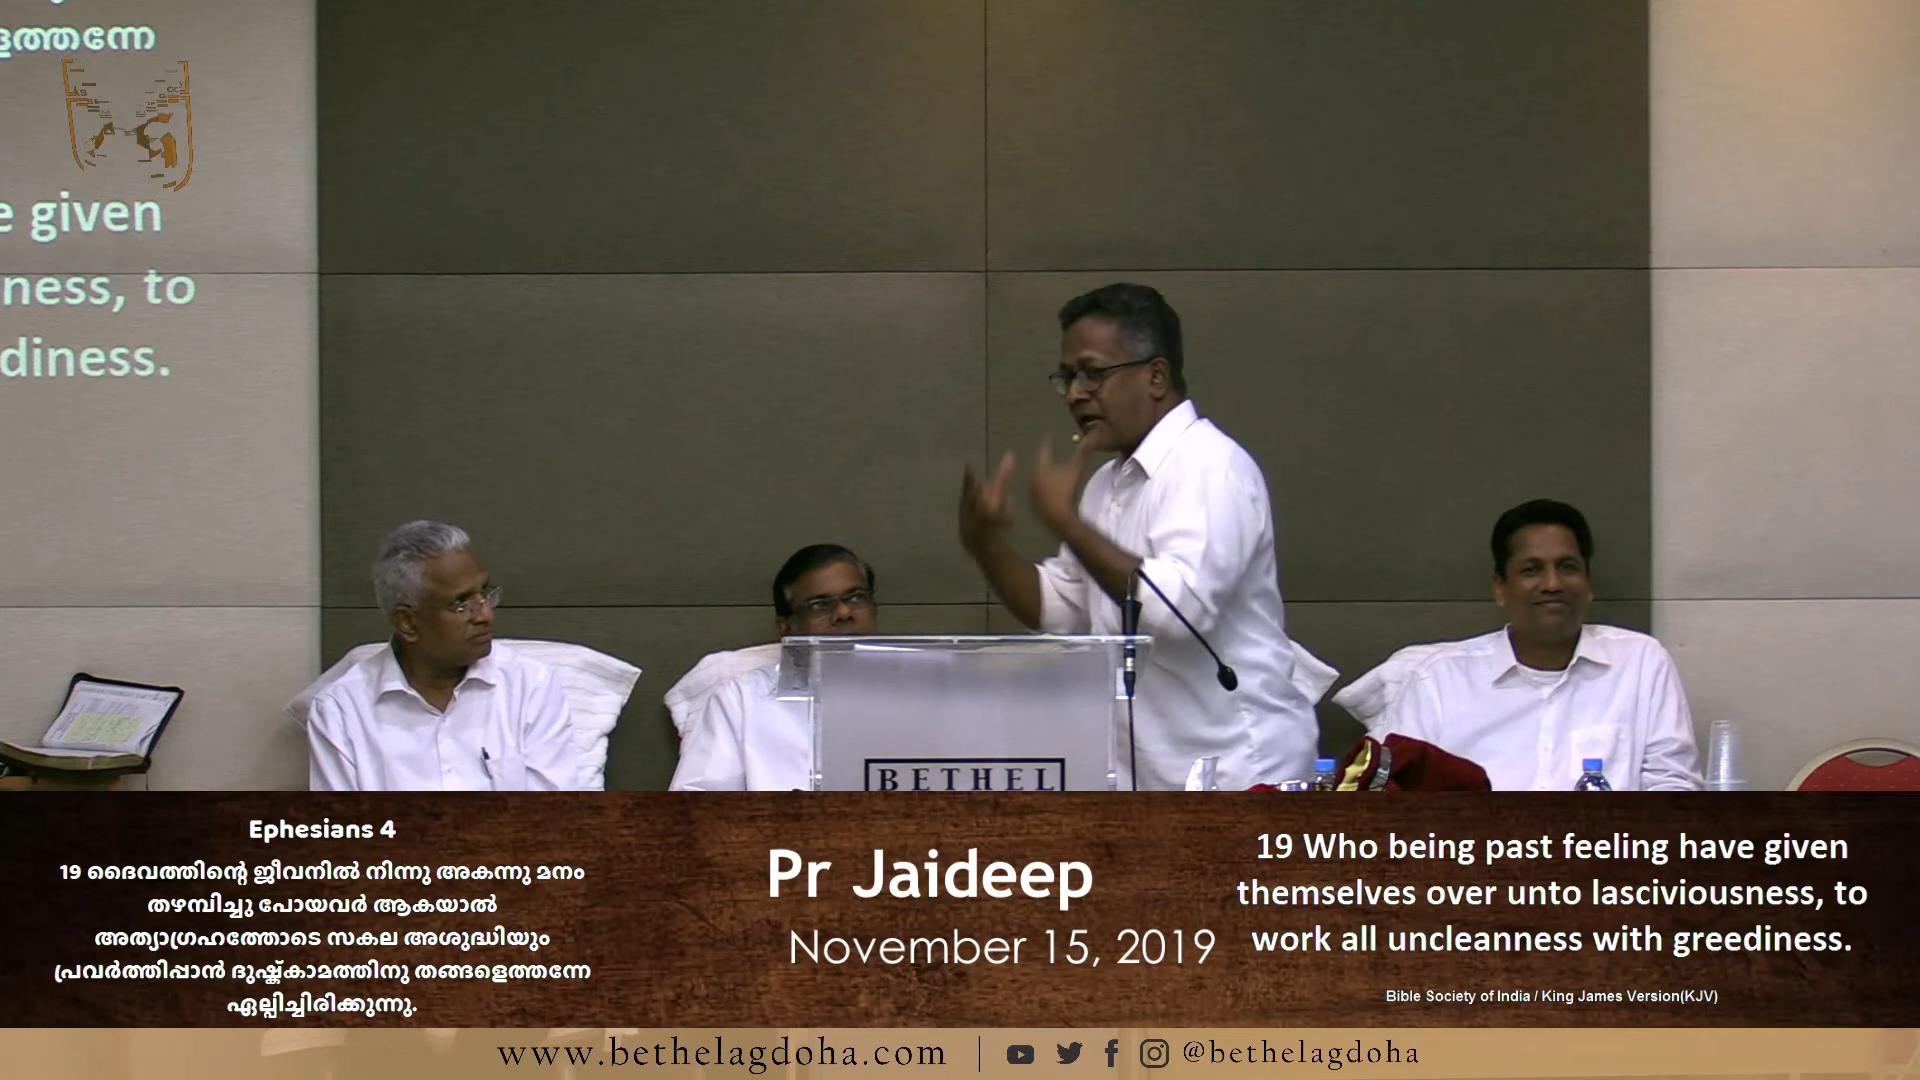 ളത്തന്നേ
e given
ness, to
diness.
BETHEL
Ephesians 4
19 ദൈവത്തിന്റെ ജീവനിൽ നിന്നു അകന്നു മനം
തഴമ്പിച്ചു പോയവർ ആകയാൽ
അത്യാഗ്രഹത്തോടെ സകല അശുദ്ധിയും
പ്രവർത്തിപ്പാൻ ദുഷ്കാമത്തിന്നു തങ്ങളെത്തന്നേ
ഏല്പിച്ചിരിക്കുന്നു.
Pr Jaideep
November 15, 2019
19 Who being past feeling have given
themselves over unto lasciviousness, to
work all uncleanness with greediness.
Bible Society of India / King James Version(KJV)
www.bethelagdoha.com | @bethelagdoha